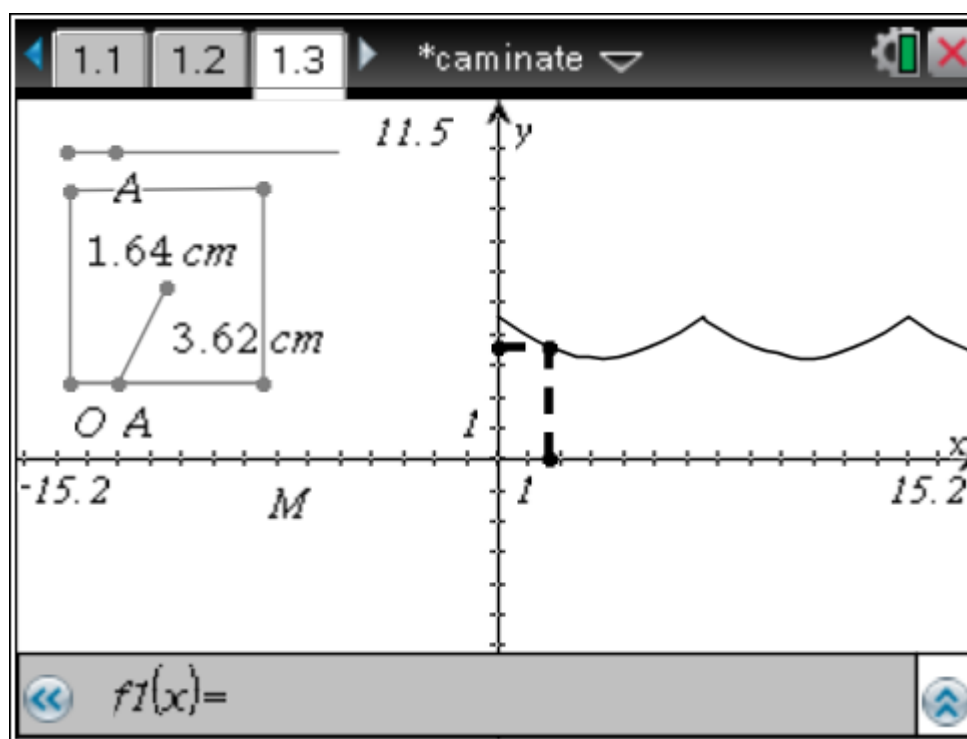 1.1 1.2 1.3 *caminate
11.5 y
A
1.64 cm
3.62 cm
O A
1
x
-15.2 M 1 15.2
f1(x)=